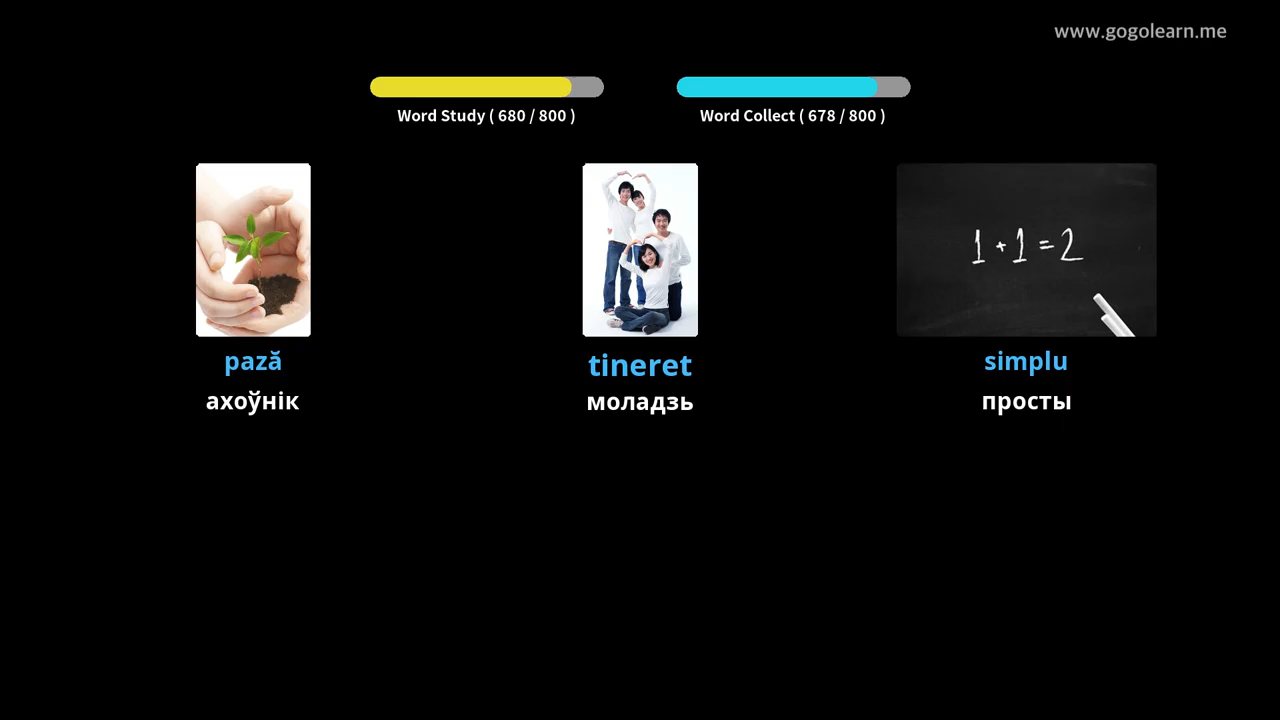 www.gogolearn.me
Word Study ( 680 / 800 )
Word Collect ( 678 / 800 )
1 + 1 = 2
pază
tineret
simplu
ахоўнік
моладзь
просты